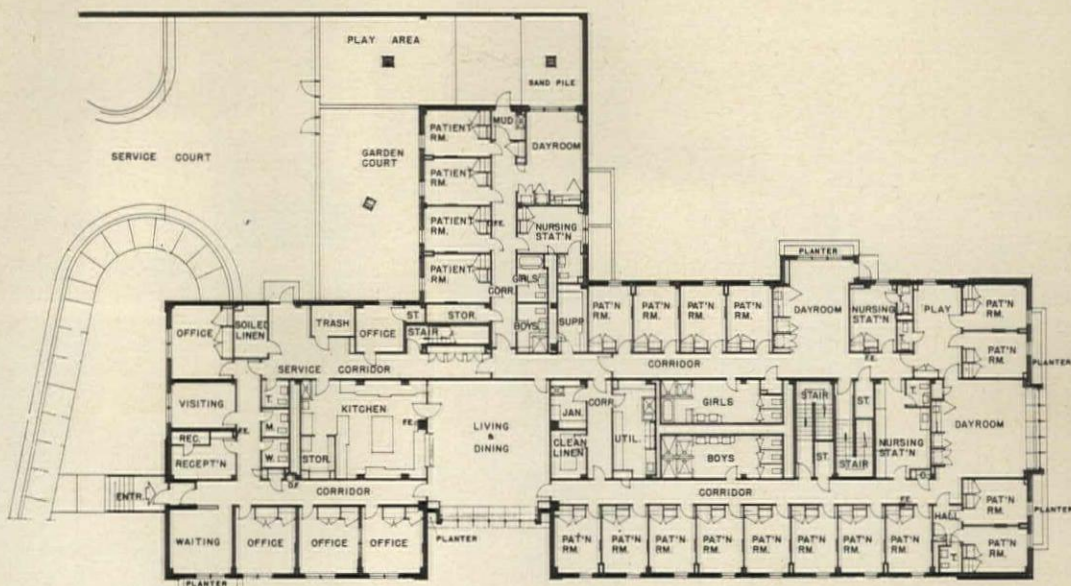 PLAY AREA
SAND PILE
SERVICE COURT
GARDEN
COURT
MUD
PATIENT
RM.
DAYROOM
PATIENT
RM.
PATIENT
RM.
F.E.
NURSING
STAT'N
PATIENT
RM.
GIRLS
CORR.
BOYS
STOR.
ST.
STAIR
SUPP
OFFICE
SOILED
LINEN
TRASH
OFFICE
SERVICE CORRIDOR
PAT'N
RM.
PAT'N
RM.
PAT'N
RM.
PAT'N
RM.
PLANTER
DAYROOM
NURSING
STAT'N
PLAY
PAT'N
RM.
PAT'N
RM.
PLANTER
F.E.
CORRIDOR
VISITING
T.
M.
W.
F.E.
REC.
RECEPT'N
KITCHEN
STOR.
F.E.
LIVING
&
DINING
JAN.
CORR.
CLEAN
LINEN
UTIL.
GIRLS
BOYS
STAIR
ST.
ST.
STAIR
T.
NURSING
STAT'N
DAYROOM
ENTR.
D.F.
CORRIDOR
CORRIDOR
F.E.
HALL
PAT'N
RM.
PLANTER
WAITING
OFFICE
OFFICE
OFFICE
PLANTER
PAT'N
RM.
PAT'N
RM.
PAT'N
RM.
PAT'N
RM.
PAT'N
RM.
PAT'N
RM.
PAT'N
RM.
PAT'N
RM.
T.
PAT'N
RM.
PLANTER